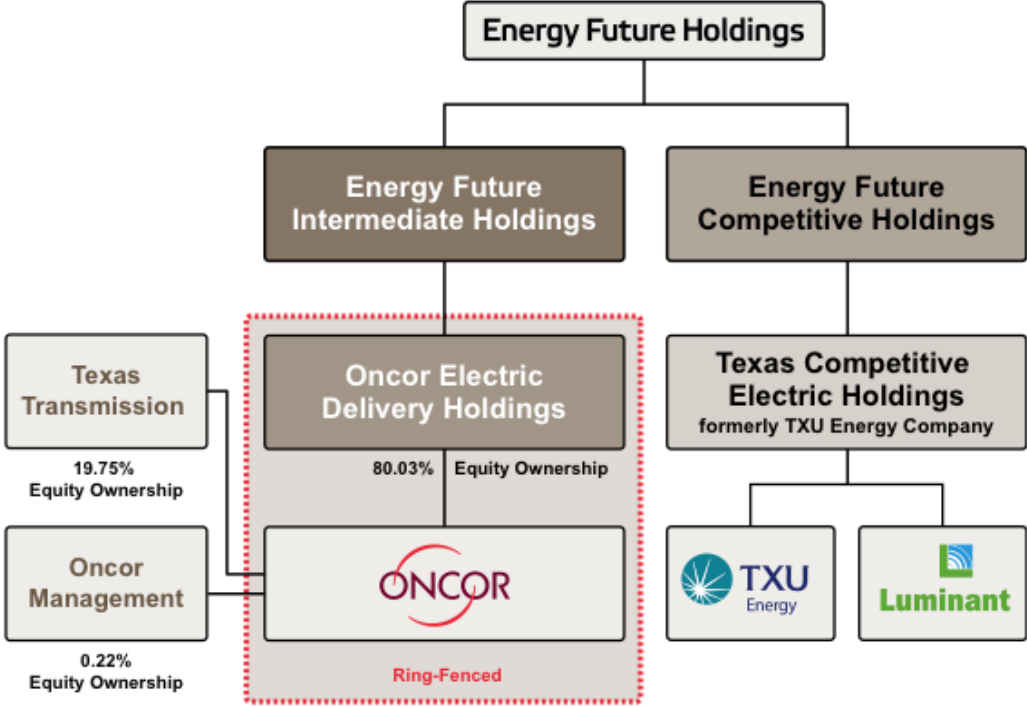 Energy Future Holdings
Energy Future
Intermediate Holdings
Energy Future
Competitive Holdings
Texas
Transmission
19.75%
Equity Ownership
Oncor Electric
Delivery Holdings
80.03% Equity Ownership
Texas Competitive
Electric Holdings
formerly TXU Energy Company
Oncor
Management
0.22%
Equity Ownership
ONCOR
Ring-Fenced
TXU
Energy
Luminant